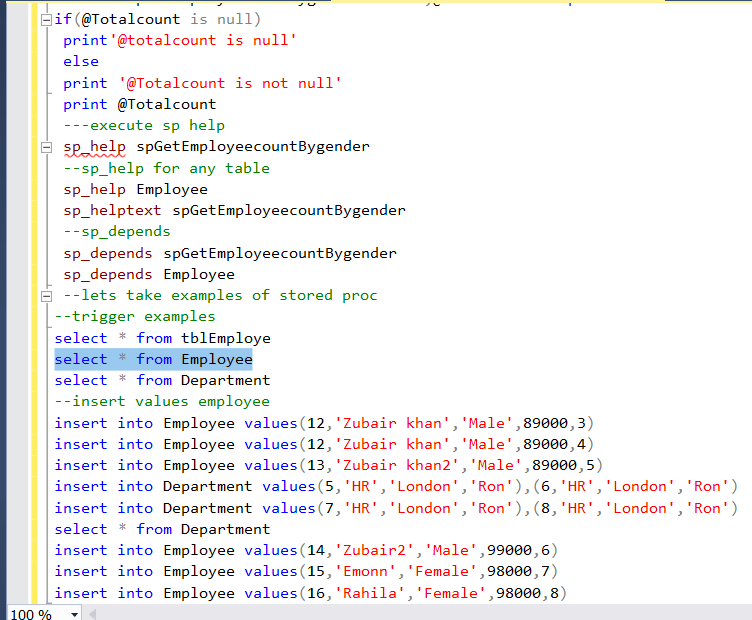 if(@Totalcount is null)
print'@totalcount is null'
else
print '@Totalcount is not null'
print @Totalcount
---execute sp help
sp_help spGetEmployeecountBygender
--sp_help for any table
sp_help Employee
sp_helptext spGetEmployeecountBygender
--sp_depends
sp_depends spGetEmployeecountBygender
sp_depends Employee
--lets take examples of stored proc
--trigger examples
select * from tblEmploye
select * from Employee
select * from Department
--insert values employee
insert into Employee values(12,'Zubair khan','Male',89000,3)
insert into Employee values(12,'Zubair khan','Male',89000,4)
insert into Employee values(13,'Zubair khan2','Male',89000,5)
insert into Department values(5,'HR','London','Ron'),(6,'HR','London','Ron')
insert into Department values(7,'HR','London','Ron'),(8,'HR','London','Ron')
select * from Department
insert into Employee values(14,'Zubair2','Male',99000,6)
insert into Employee values(15,'Emonn','Female',98000,7)
insert into Employee values(16,'Rahila','Female',98000,8)
100 %